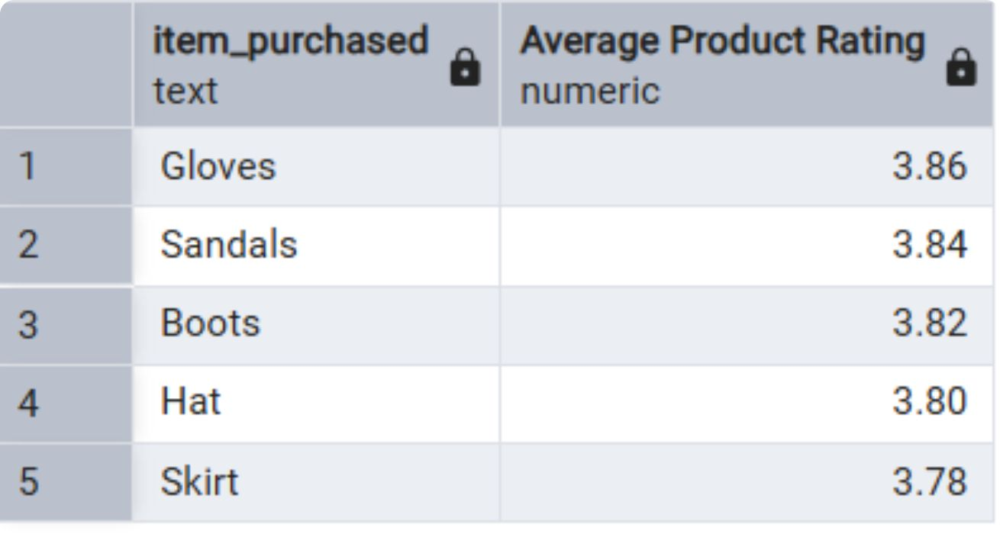 item_purchased Average Product Rating
text numeric
1 Gloves 3.86
2 Sandals 3.84
3 Boots 3.82
4 Hat 3.80
5 Skirt 3.78